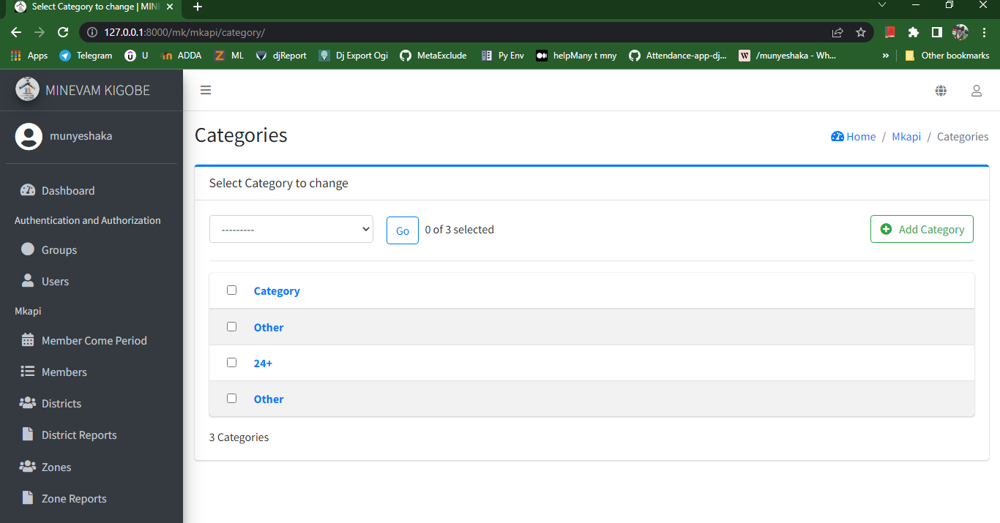 Select Category to change | MIN
127.0.0.1:8000/mk/mkapi/category/
Apps Telegram U ADDA ML djReport Dj Export Ogi MetaExclude Py Env helpMany t mny Attendance-app-dj... /munyeshaka - Wh... » Other bookmarks
MINEVAM KIGOBE
munyeshaka
Dashboard
Authentication and Authorization
Groups
Users
Mkapi
Member Come Period
Members
Districts
District Reports
Zones
Zone Reports
Categories
Home / Mkapi / Categories
Select Category to change
--------- Go 0 of 3 selected Add Category
Category
Other
24+
Other
3 Categories